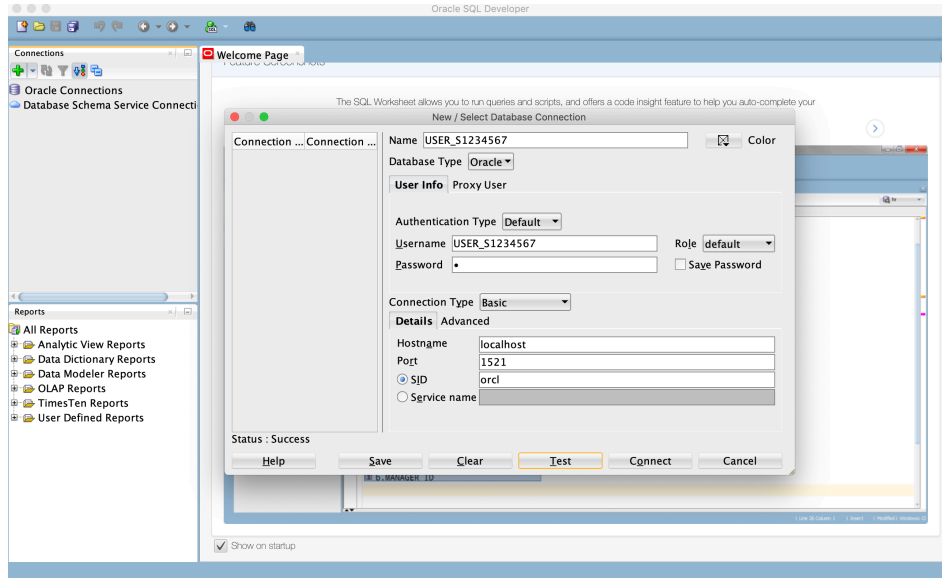 Oracle SQL Developer
Connections
Welcome Page
Feature Screenshots
Oracle Connections
Database Schema Service Connecti
The SQL Worksheet allows you to run queries and scripts, and offers a code insight feature to help you auto-complete your
New / Select Database Connection
Connection ... Connection ...
Name USER_S1234567 Color
Database Type Oracle
User Info Proxy User
Authentication Type Default
Username USER_S1234567 Role default
Password • Save Password
Connection Type Basic
Details Advanced
Hostname localhost
Port 1521
SID orcl
Service name
Status : Success
Help Save Clear Test Connect Cancel
Reports
All Reports
Analytic View Reports
Data Dictionary Reports
Data Modeler Reports
OLAP Reports
TimesTen Reports
User Defined Reports
hr
b.MANAGER_ID
Show on startup